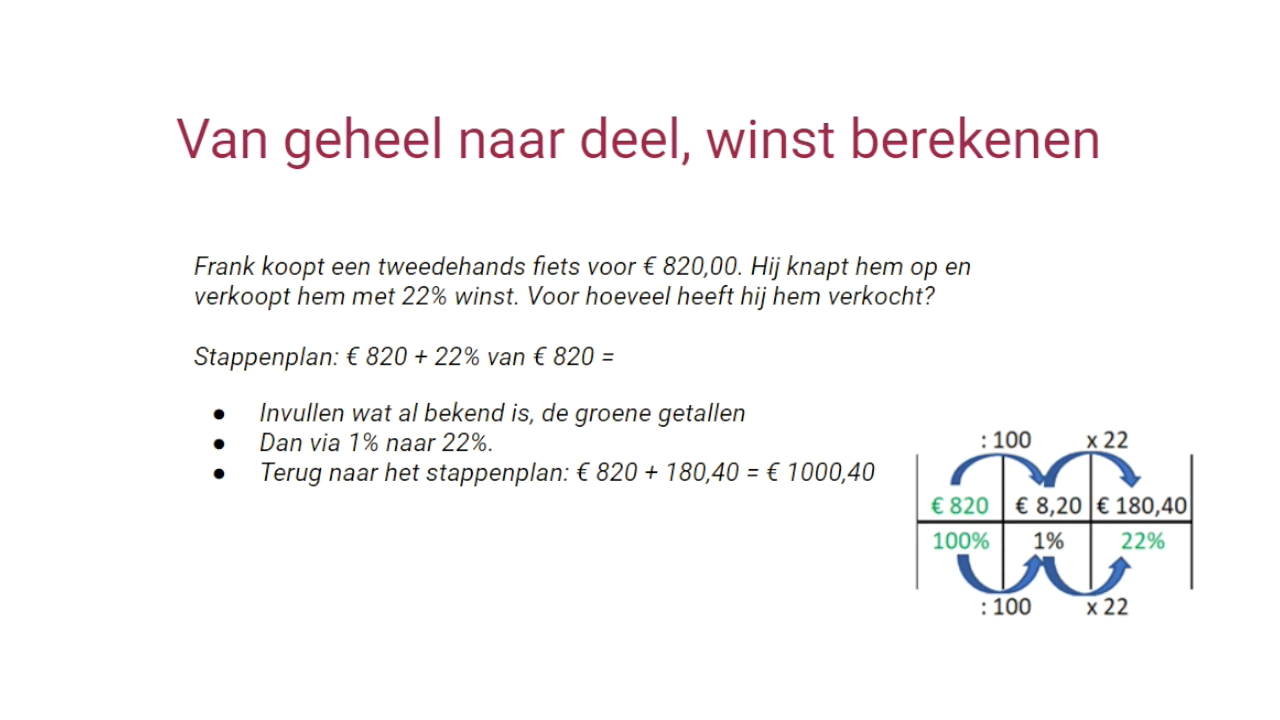 Van geheel naar deel, winst berekenen
Frank koopt een tweedehands fiets voor € 820,00. Hij knapt hem op en
verkoopt hem met 22% winst. Voor hoeveel heeft hij hem verkocht?
Stappenplan: € 820 + 22% van € 820 =
● Invullen wat al bekend is, de groene getallen
● Dan via 1% naar 22%.
● Terug naar het stappenplan: € 820 + 180,40 = € 1000,40
: 100 x 22
€ 820 € 8,20 € 180,40
100% 1% 22%
: 100 x 22